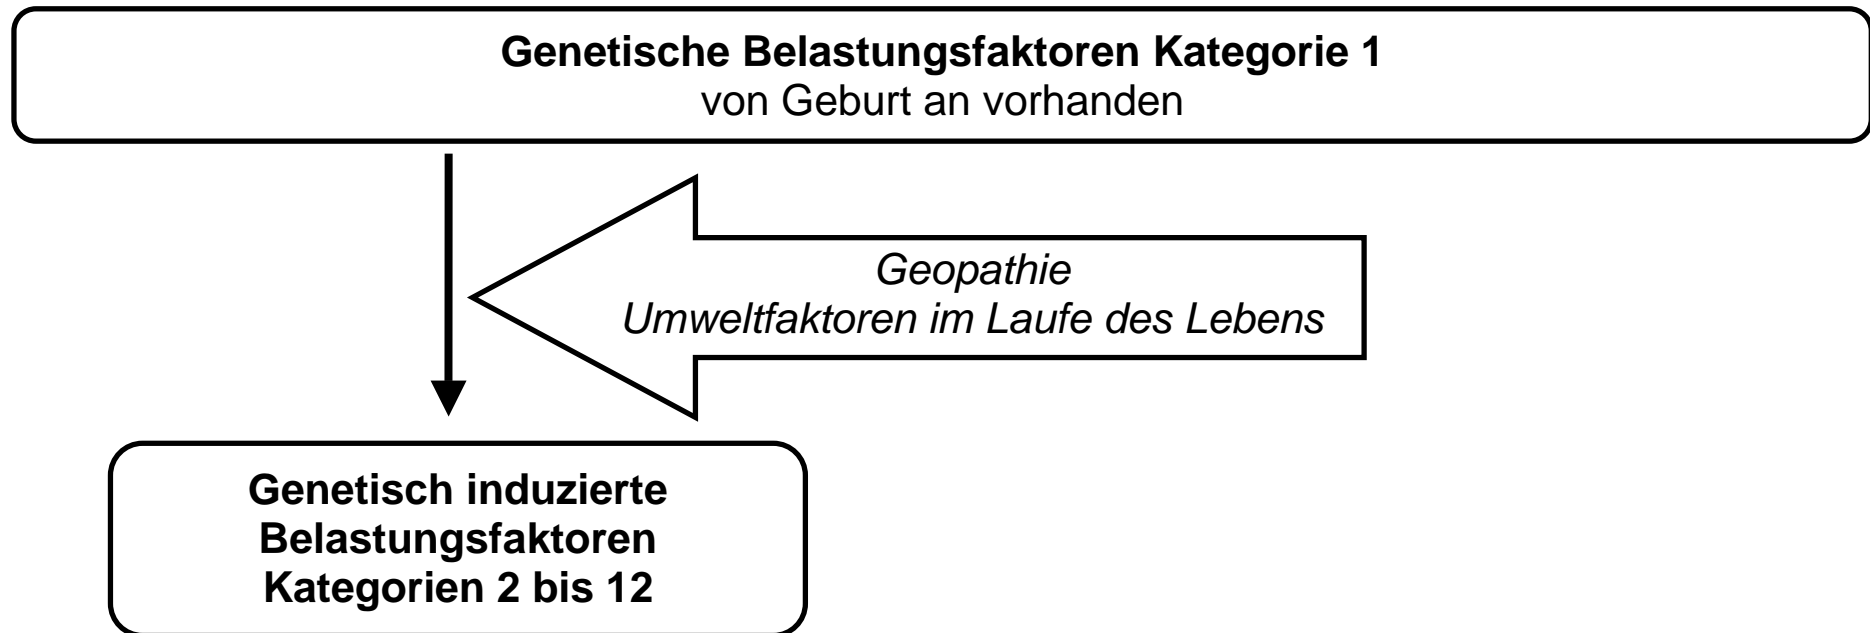 Genetische Belastungsfaktoren Kategorie 1
von Geburt an vorhanden
Geopathie
Umweltfaktoren im Laufe des Lebens
Genetisch induzierte
Belastungsfaktoren
Kategorien 2 bis 12